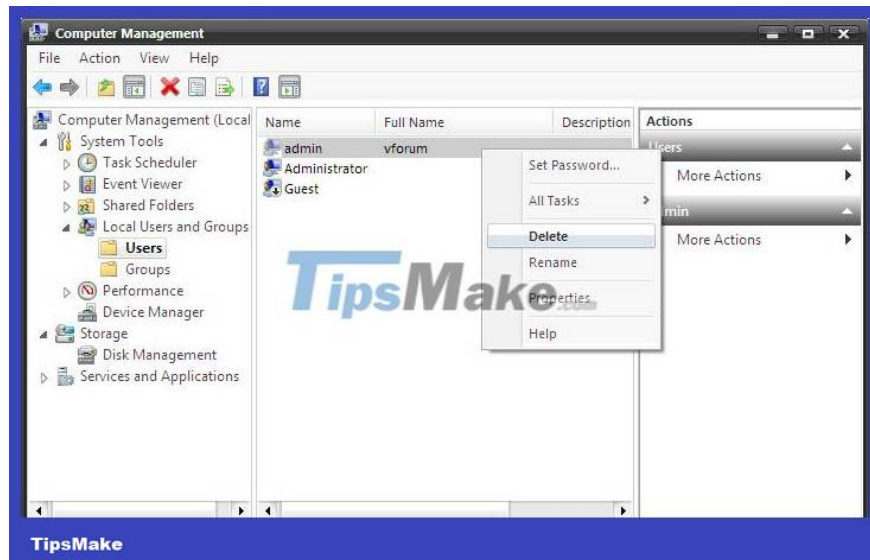 Computer Management
File Action View Help
Computer Management (Local
System Tools
Task Scheduler
Event Viewer
Shared Folders
Local Users and Groups
Users
Groups
Performance
Device Manager
Storage
Disk Management
Services and Applications
Name Full Name Description
admin vforum
Administrator
Guest
Set Password...
All Tasks
Delete
Rename
Properties
Help
Actions
Users
More Actions
min
More Actions
TipsMake.com
TipsMake